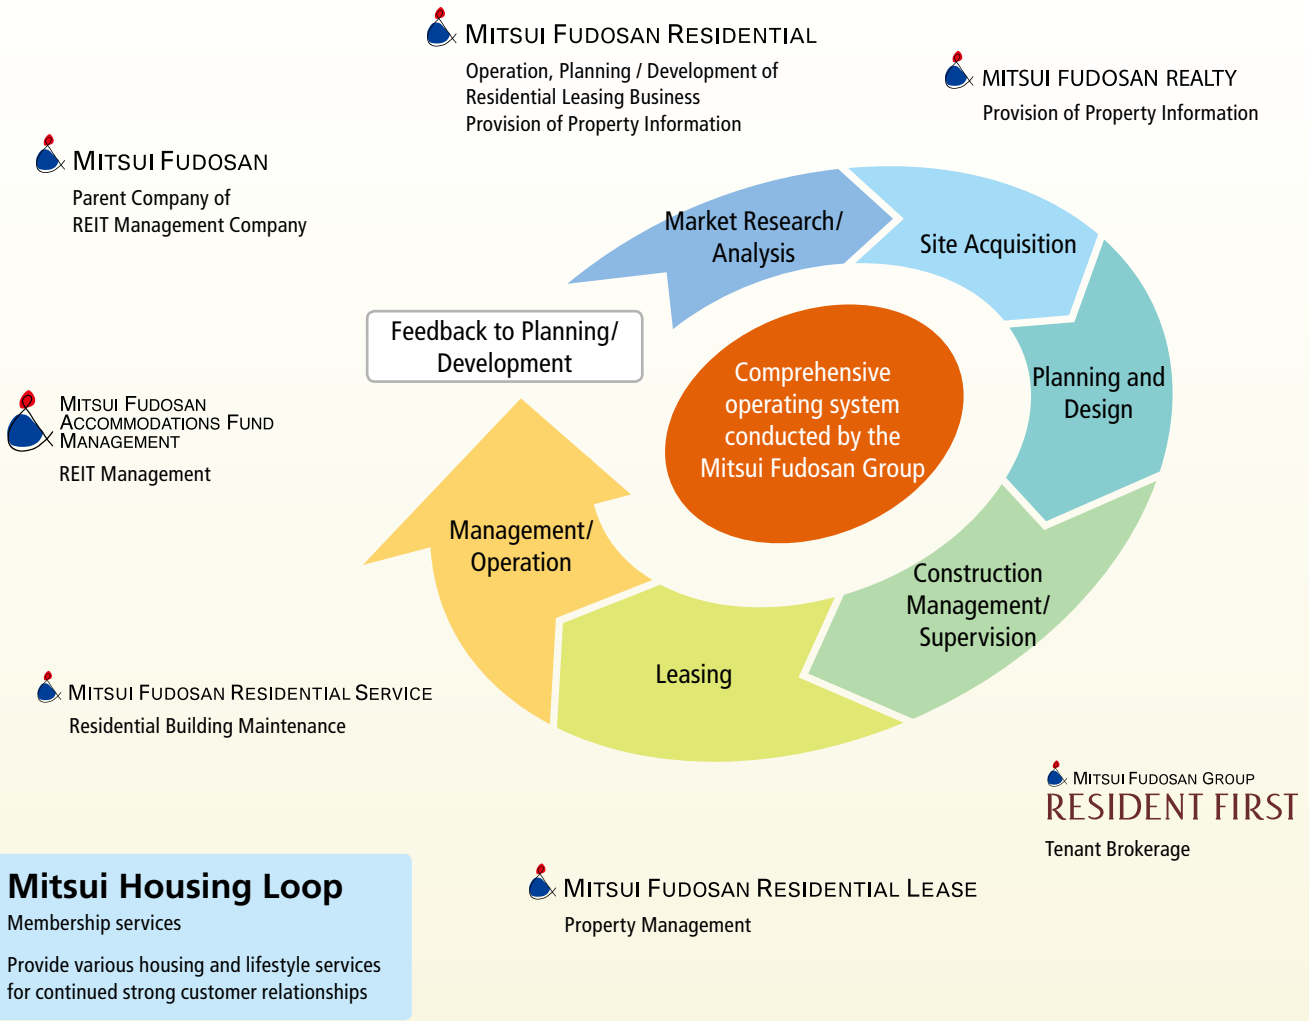 MITSUI FUDOSAN RESIDENTIAL
Operation, Planning / Development of
Residential Leasing Business
Provision of Property Information
MITSUI FUDOSAN REALTY
Provision of Property Information
MITSUI FUDOSAN
Parent Company of
REIT Management Company
Market Research/
Analysis
Site Acquisition
Feedback to Planning/
Development
Planning and
Design
Comprehensive
operating system
conducted by the
Mitsui Fudosan Group
MITSUI FUDOSAN
ACCOMMODATIONS FUND
MANAGEMENT
REIT Management
Management/
Operation
Construction
Management/
Supervision
Leasing
MITSUI FUDOSAN RESIDENTIAL SERVICE
Residential Building Maintenance
MITSUI FUDOSAN GROUP
RESIDENT FIRST
Tenant Brokerage
Mitsui Housing Loop
Membership services
Provide various housing and lifestyle services
for continued strong customer relationships
MITSUI FUDOSAN RESIDENTIAL LEASE
Property Management